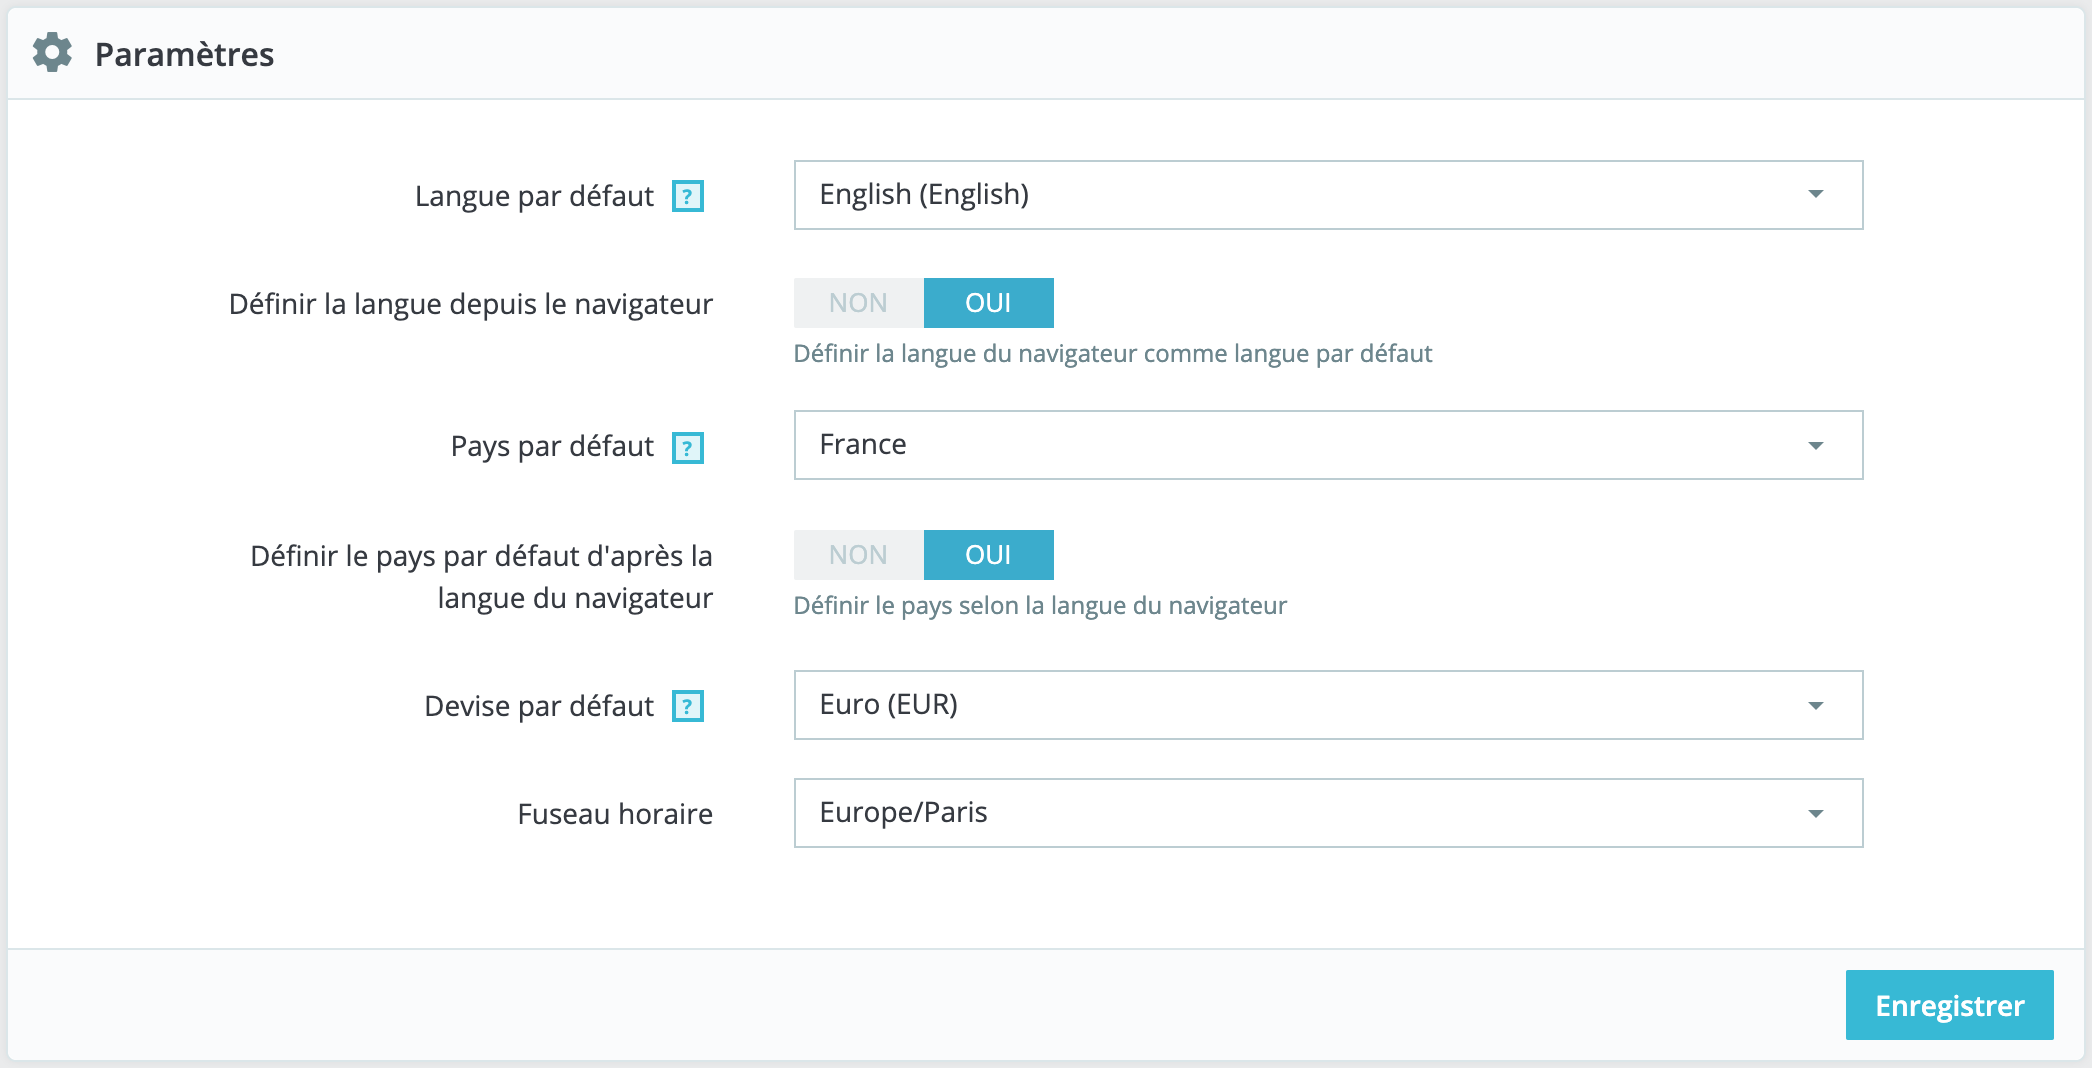 Paramètres
Langue par défaut ? English (English)
Définir la langue depuis le navigateur NON OUI
Définir la langue du navigateur comme langue par défaut
Pays par défaut ? France
Définir le pays par défaut d'après la
langue du navigateur
NON OUI
Définir le pays selon la langue du navigateur
Devise par défaut ? Euro (EUR)
Fuseau horaire Europe/Paris
Enregistrer